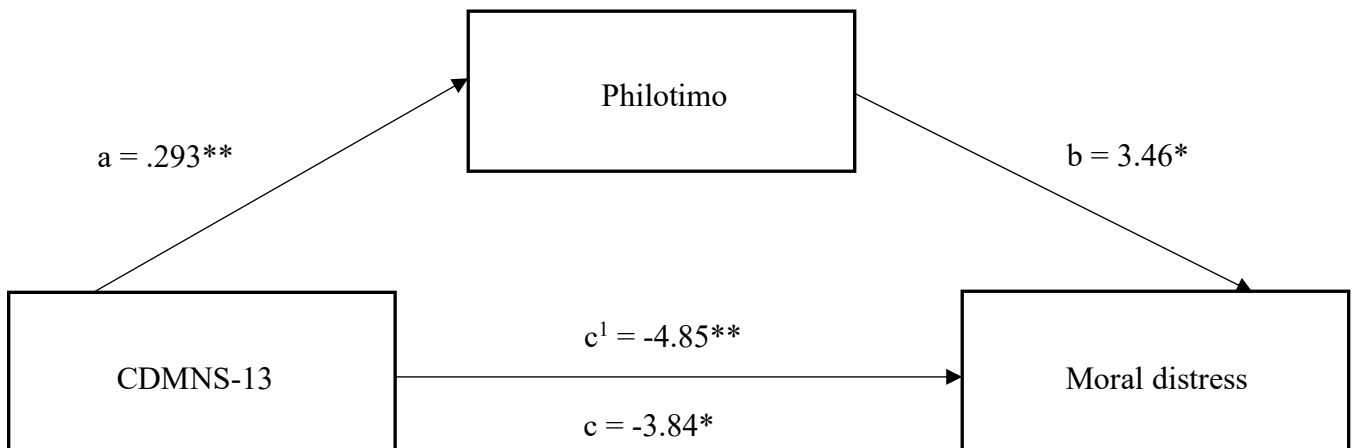 Philotimo
a = .293**
b = 3.46*
c¹ = -4.85**
CDMNS-13
Moral distress
c = -3.84*